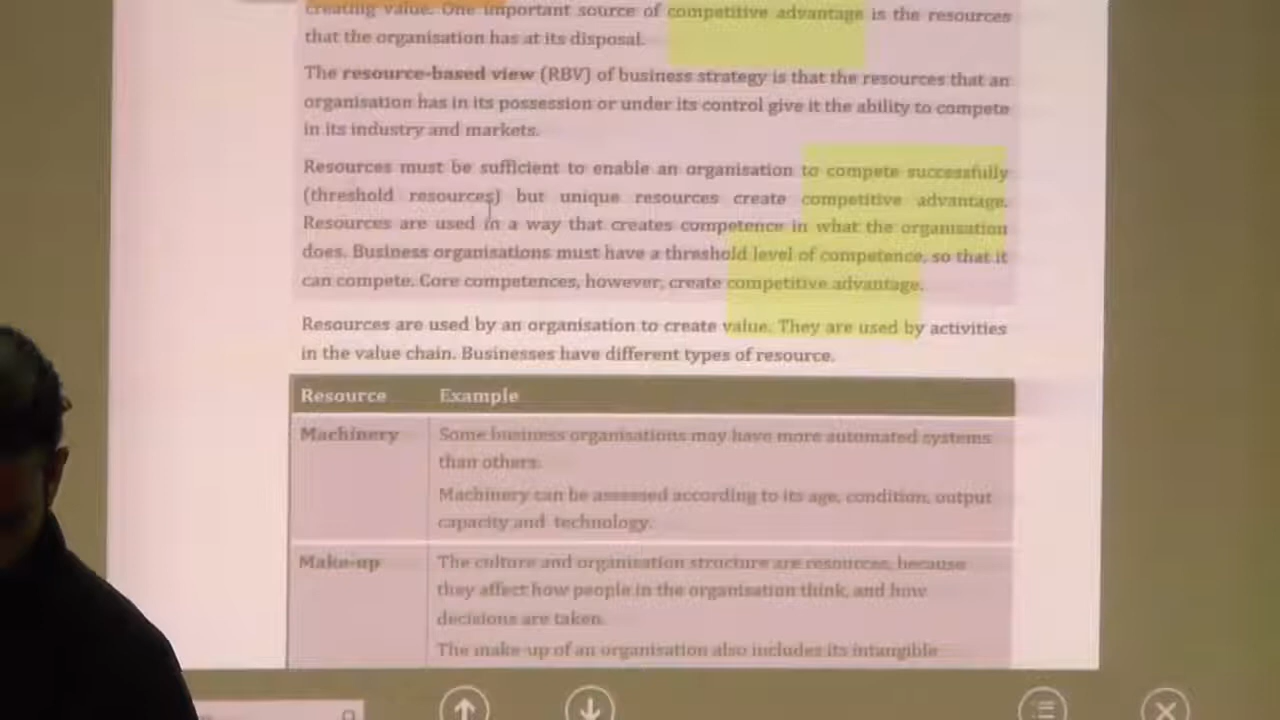 creating value. One important source of competitive advantage is the resources
that the organisation has at its disposal.
The resource-based view (RBV) of business strategy is that the resources that an
organisation has in its possession or under its control give it the ability to compete
in its industry and markets.
Resources must be sufficient to enable an organisation to compete successfully
(threshold resources) but unique resources create competitive advantage.
Resources are used in a way that creates competence in what the organisation
does. Business organisations must have a threshold level of competence, so that it
can compete. Core competences, however, create competitive advantage.
Resources are used by an organisation to create value. They are used by activities
in the value chain. Businesses have different types of resource.
Resource Example
Machinery Some business organisations may have more automated systems
than others.
Machinery can be assessed according to its age, condition, output
capacity and technology.
Make-up The culture and organisation structure are resources, because
they affect how people in the organisation think, and how
decisions are taken.
The make-up of an organisation also includes its intangible